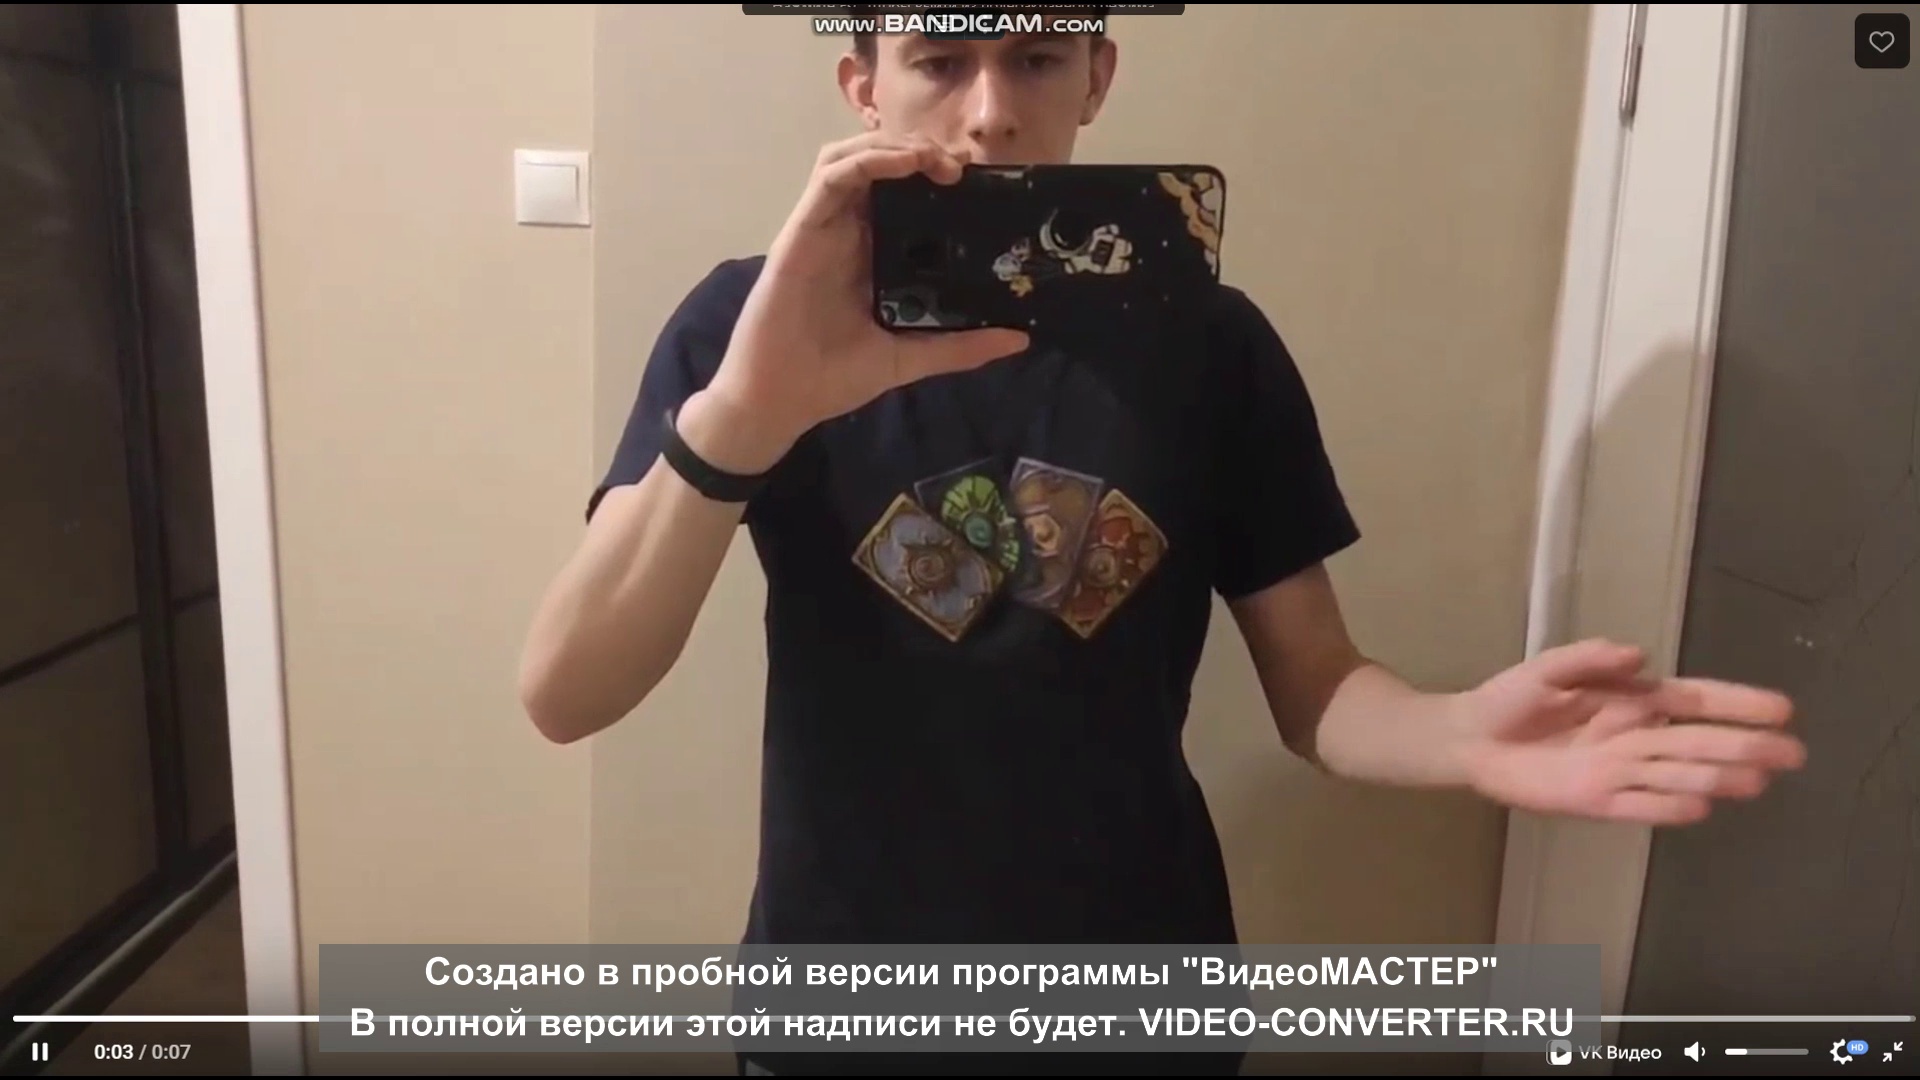 www.BANDICAM.com
Создано в пробной версии программы "ВидеоМАСТЕР"
В полной версии этой надписи не будет. VIDEO-CONVERTER.RU
0:03 / 0:07
VK Видео
HD